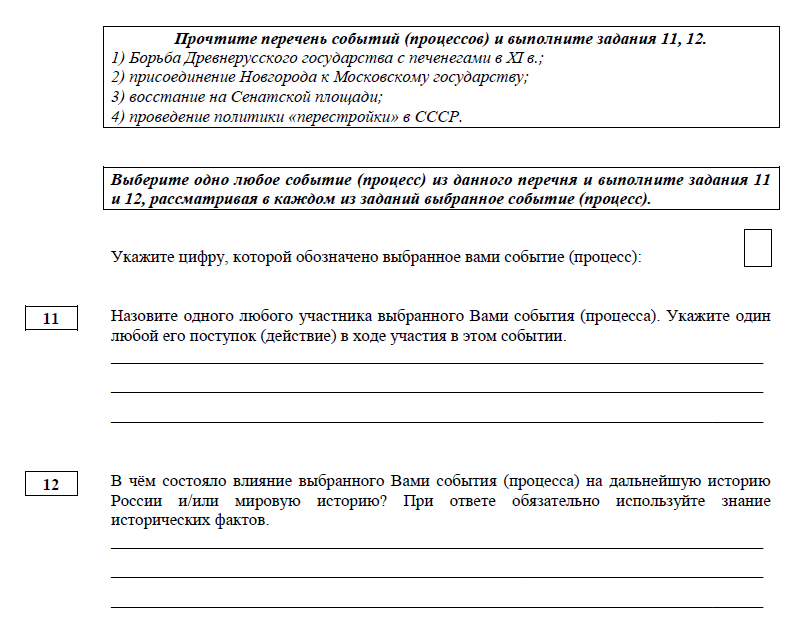 Прочтите перечень событий (процессов) и выполните задания 11, 12.
1) Борьба Древнерусского государства с печенегами в XI в.;
2) присоединение Новгорода к Московскому государству;
3) восстание на Сенатской площади;
4) проведение политики «перестройки» в СССР.
Выберите одно любое событие (процесс) из данного перечня и выполните задания 11
и 12, рассматривая в каждом из заданий выбранное событие (процесс).
Укажите цифру, которой обозначено выбранное вами событие (процесс):
11
Назовите одного любого участника выбранного Вами события (процесса). Укажите один
любой его поступок (действие) в ходе участия в этом событии.
12
В чём состояло влияние выбранного Вами события (процесса) на дальнейшую историю
России и/или мировую историю? При ответе обязательно используйте знание
исторических фактов.